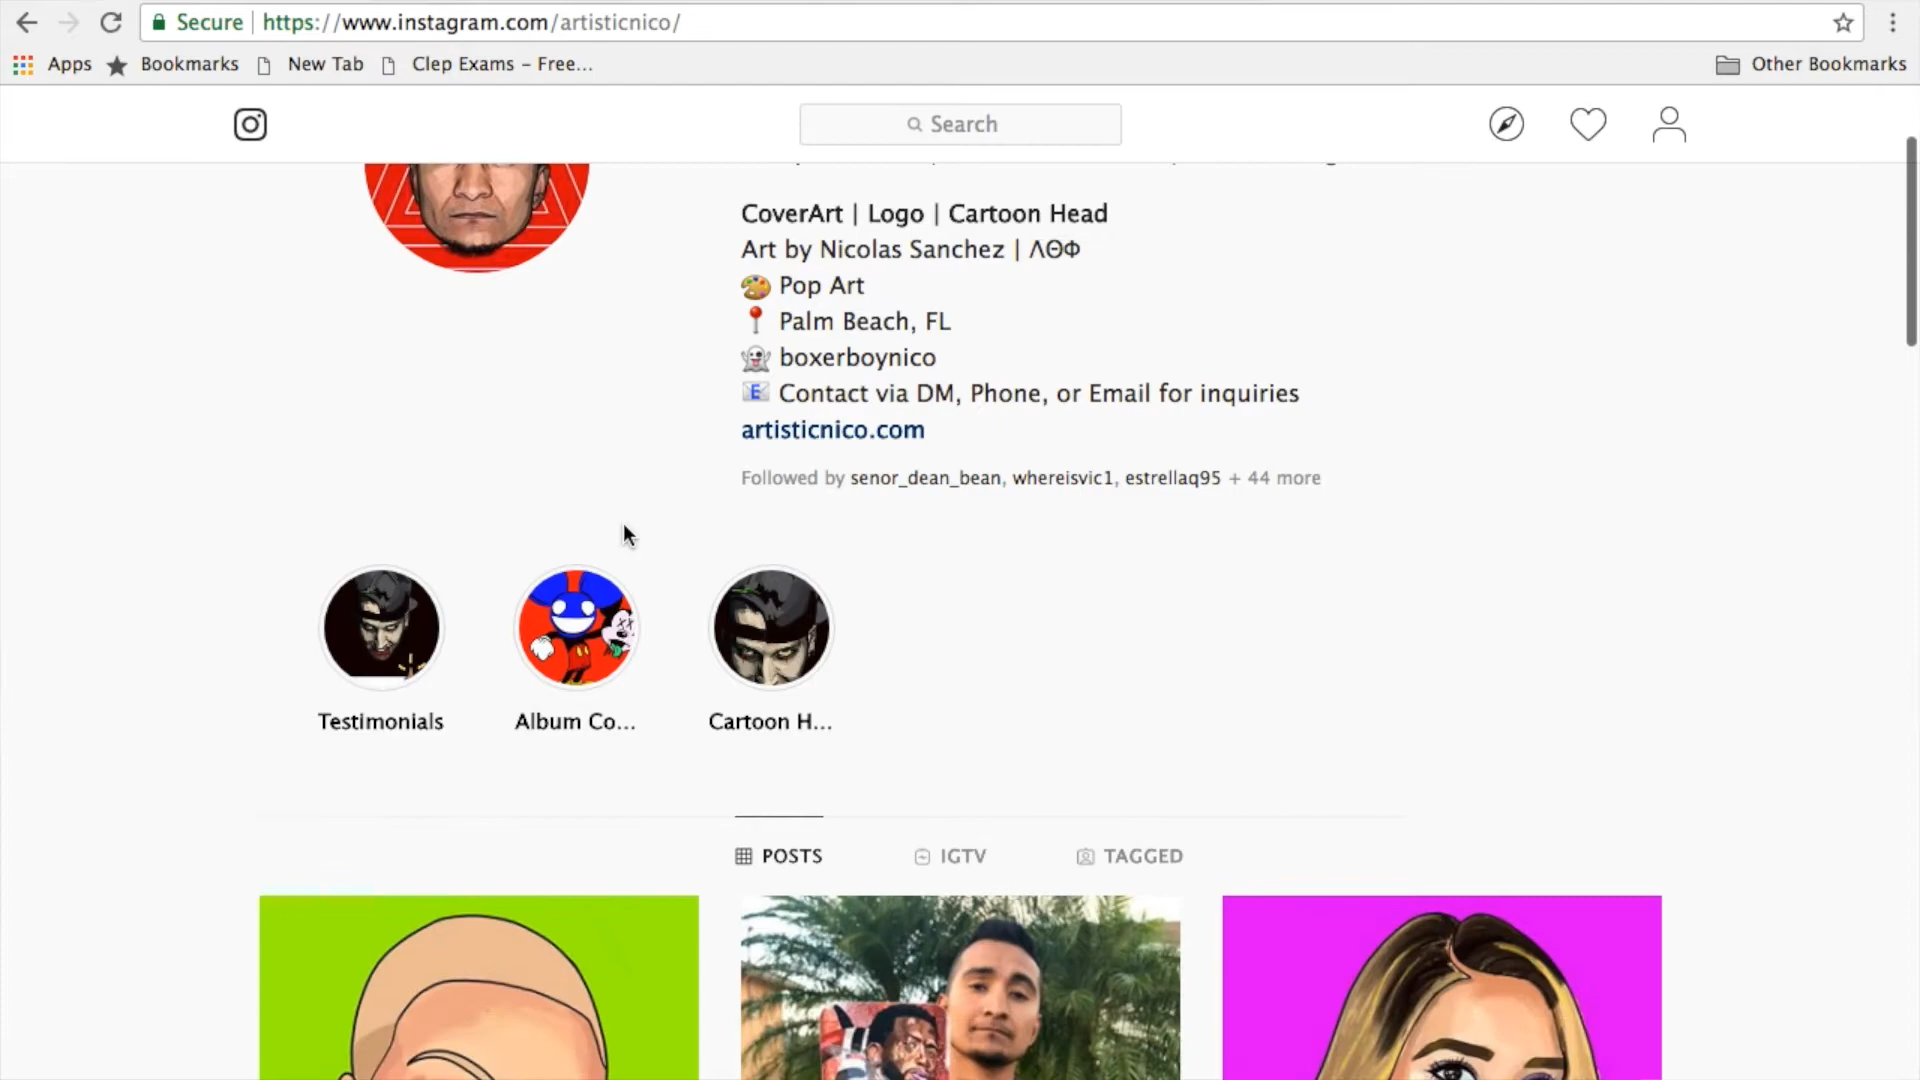 Secure https://www.instagram.com/artisticnico/
Apps Bookmarks New Tab Clep Exams – Free... Other Bookmarks
Search
CoverArt | Logo | Cartoon Head
Art by Nicolas Sanchez | ΛΘΦ
Pop Art
Palm Beach, FL
boxerboynico
E Contact via DM, Phone, or Email for inquiries
artisticnico.com
Followed by senor_dean_bean, whereisvic1, estrellaq95 + 44 more
Testimonials Album Co... Cartoon H...
POSTS IGTV TAGGED